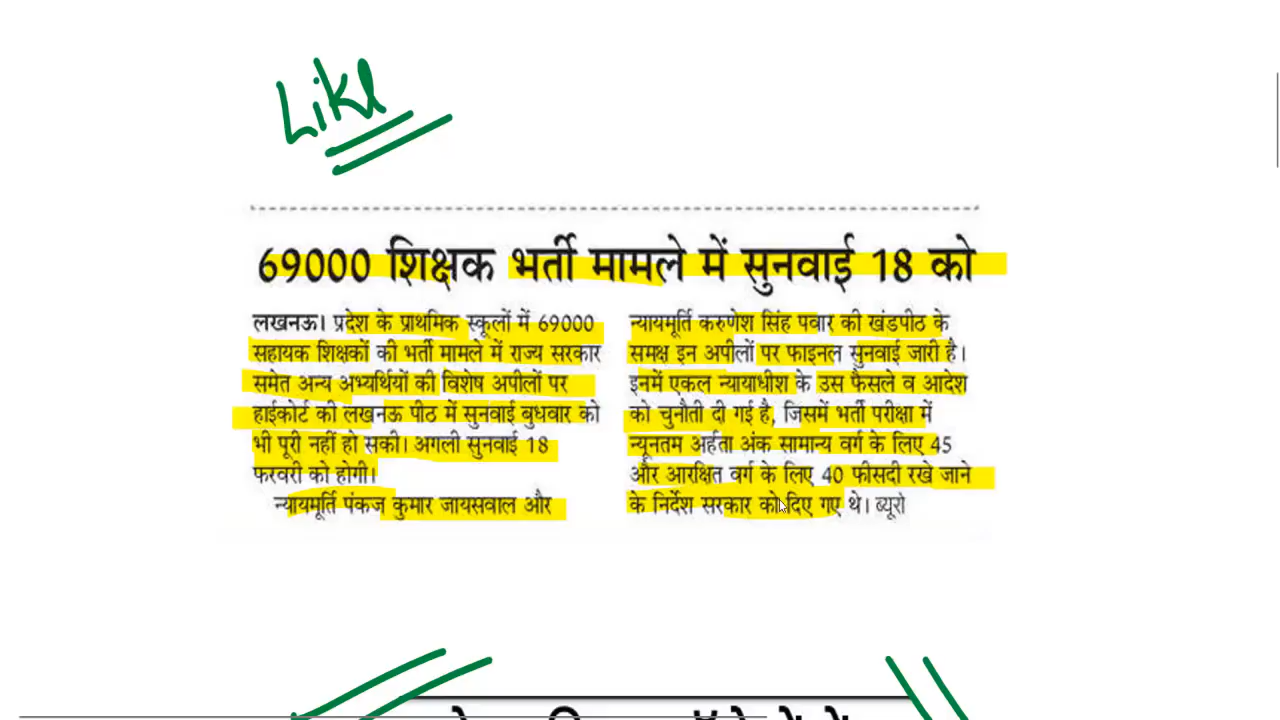 Like
69000 शिक्षक भर्ती मामले में सुनवाई 18 को
लखनऊ। प्रदेश के प्राथमिक स्कूलों में 69000
सहायक शिक्षकों की भर्ती मामले में राज्य सरकार
समेत अन्य अभ्यर्थियों की विशेष अपीलों पर
हाईकोर्ट की लखनऊ पीठ में सुनवाई बुधवार को
भी पूरी नहीं हो सकी। अगली सुनवाई 18
फरवरी को होगी।
न्यायमूर्ति पंकज कुमार जायसवाल और
न्यायमूर्ति करुणेश सिंह पवार की खंडपीठ के
समक्ष इन अपीलों पर फाइनल सुनवाई जारी है।
इनमें एकल न्यायाधीश के उस फैसले व आदेश
को चुनौती दी गई है, जिसमें भर्ती परीक्षा में
न्यूनतम अर्हता अंक सामान्य वर्ग के लिए 45
और आरक्षित वर्ग के लिए 40 फीसदी रखे जाने
के निर्देश सरकार को दिए गए थे। ब्यूरो